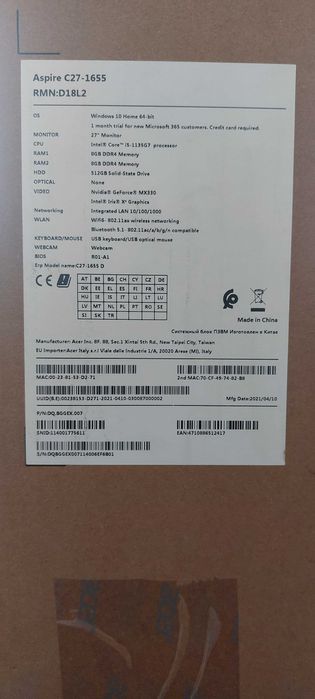 Aspire C27-1655
RMN:D18L2
OS Windows 10 Home 64-bit
1 month trial for new Microsoft 365 customers. Credit card required.
MONITOR 27" Monitor
CPU Intel® Core™ i5-1135G7 processor
RAM1 8GB DDR4 Memory
RAM2 8GB DDR4 Memory
HDD 512GB Solid-State Drive
OPTICAL None
VIDEO Nvidia® GeForce® MX330
Intel® Iris® Xᵉ Graphics
Networking Integrated LAN 10/100/1000
WLAN Wifi6- 802.11ax wireless networking
Bluetooth 5.1- 802.11ac/a/b/g/n compatible
KEYBOARD/MOUSE USB keyboard/USB optical mouse
WEBCAM Webcam
BIOS R01-A1
Erp Model name:C27-1655 D
CE
AT BE BG CH CY CZ DE
DK EE EL ES FI FR HR
HU IE IS IT LI LT LU
LV MT NL PL PT RO SE
SI SK TR
Made in China
Системный блок ПЭВМ Изготовлен в Китае
Manufacturer: Acer Inc. 8F, 88, Sec.1 Xintai 5th Rd., New Taipei City, Taiwan
EU Importer:Acer Italy s.r.l Viale delle Industrie 1/A, 20020 Arese (MI), Italy
MAC:00-23-81-53-D2-71 2nd MAC:70-CF-49-74-82-B8
UUID(B.E):00238153-D271-2021-0410-030087000002 Mfg Date:2021/04/10
P/N:DQ.BGGEX.007
SNID:114001775611 EAN:4710886512417
S/N:DQBGGEX007114006EF6B01